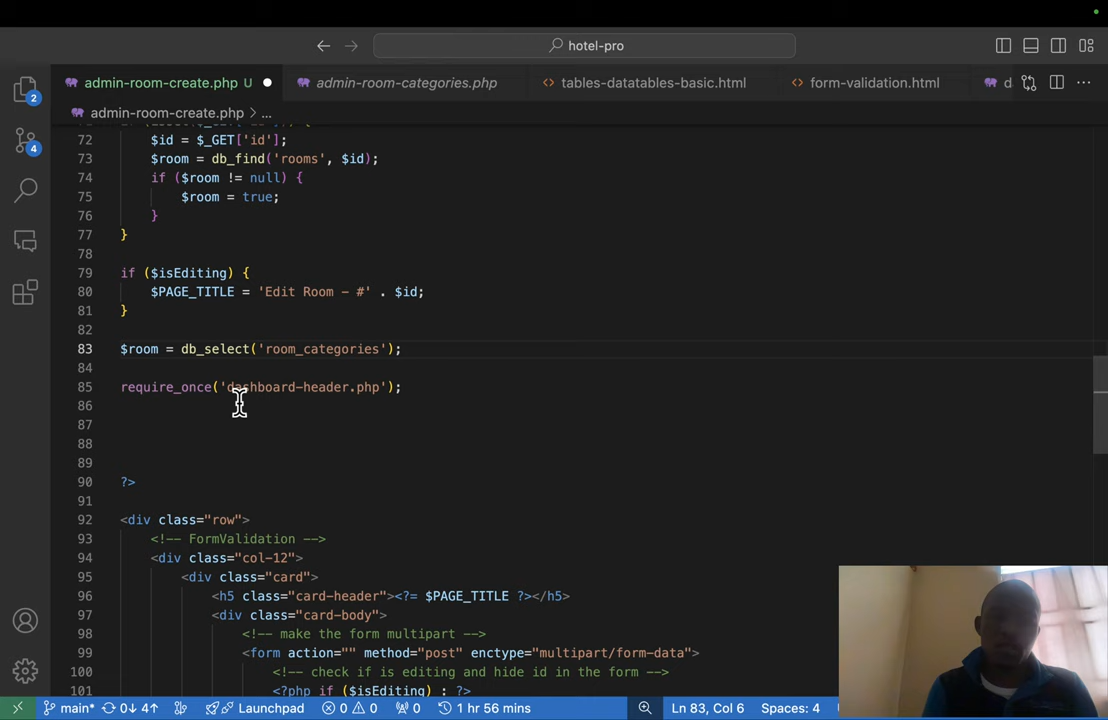 hotel-pro
admin-room-create.php U
admin-room-categories.php
tables-datatables-basic.html
form-validation.html
d
2
admin-room-create.php > ...
4
72 $id = $_GET['id'];
73 $room = db_find('rooms', $id);
74 if ($room != null) {
75 $room = true;
76 }
77 }
78
79 if ($isEditing) {
80 $PAGE_TITLE = 'Edit Room - #' . $id;
81 }
82
83 $room = db_select('room_categories');
84
85 require_once('dashboard-header.php');
86
87
88
89
90 ?>
91
92 <div class="row">
93 <!-- FormValidation -->
94 <div class="col-12">
95 <div class="card">
96 <h5 class="card-header"><?= $PAGE_TITLE ?></h5>
97 <div class="card-body">
98 <!-- make the form multipart -->
99 <form action="" method="post" enctype="multipart/form-data">
100 <!-- check if is editing and hide id in the form -->
101 <?php if ($isEditing) : ?>
main* 0↓ 4↑ Launchpad 0 0 0 1 hr 56 mins Ln 83, Col 6 Spaces: 4